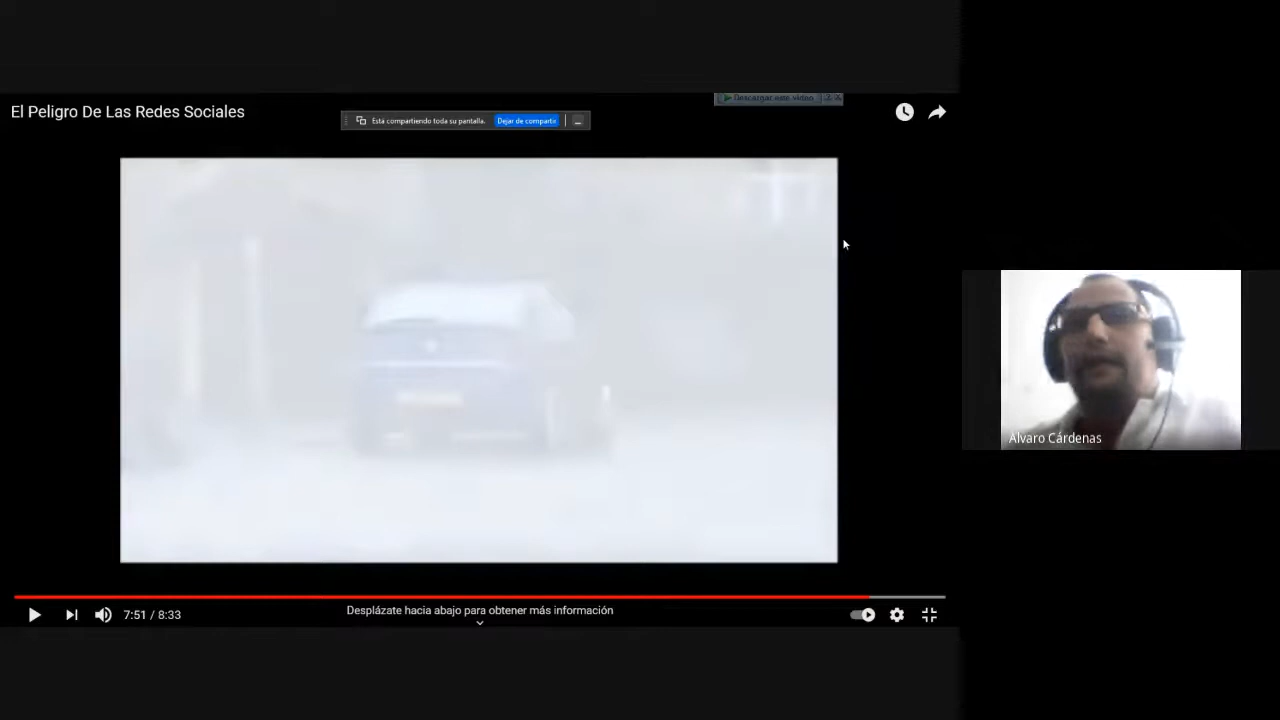 El Peligro De Las Redes Sociales
Descargar este video
Está compartiendo toda su pantalla.
Dejar de compartir
Alvaro Cárdenas
7:51 / 8:33
Desplázate hacia abajo para obtener más información